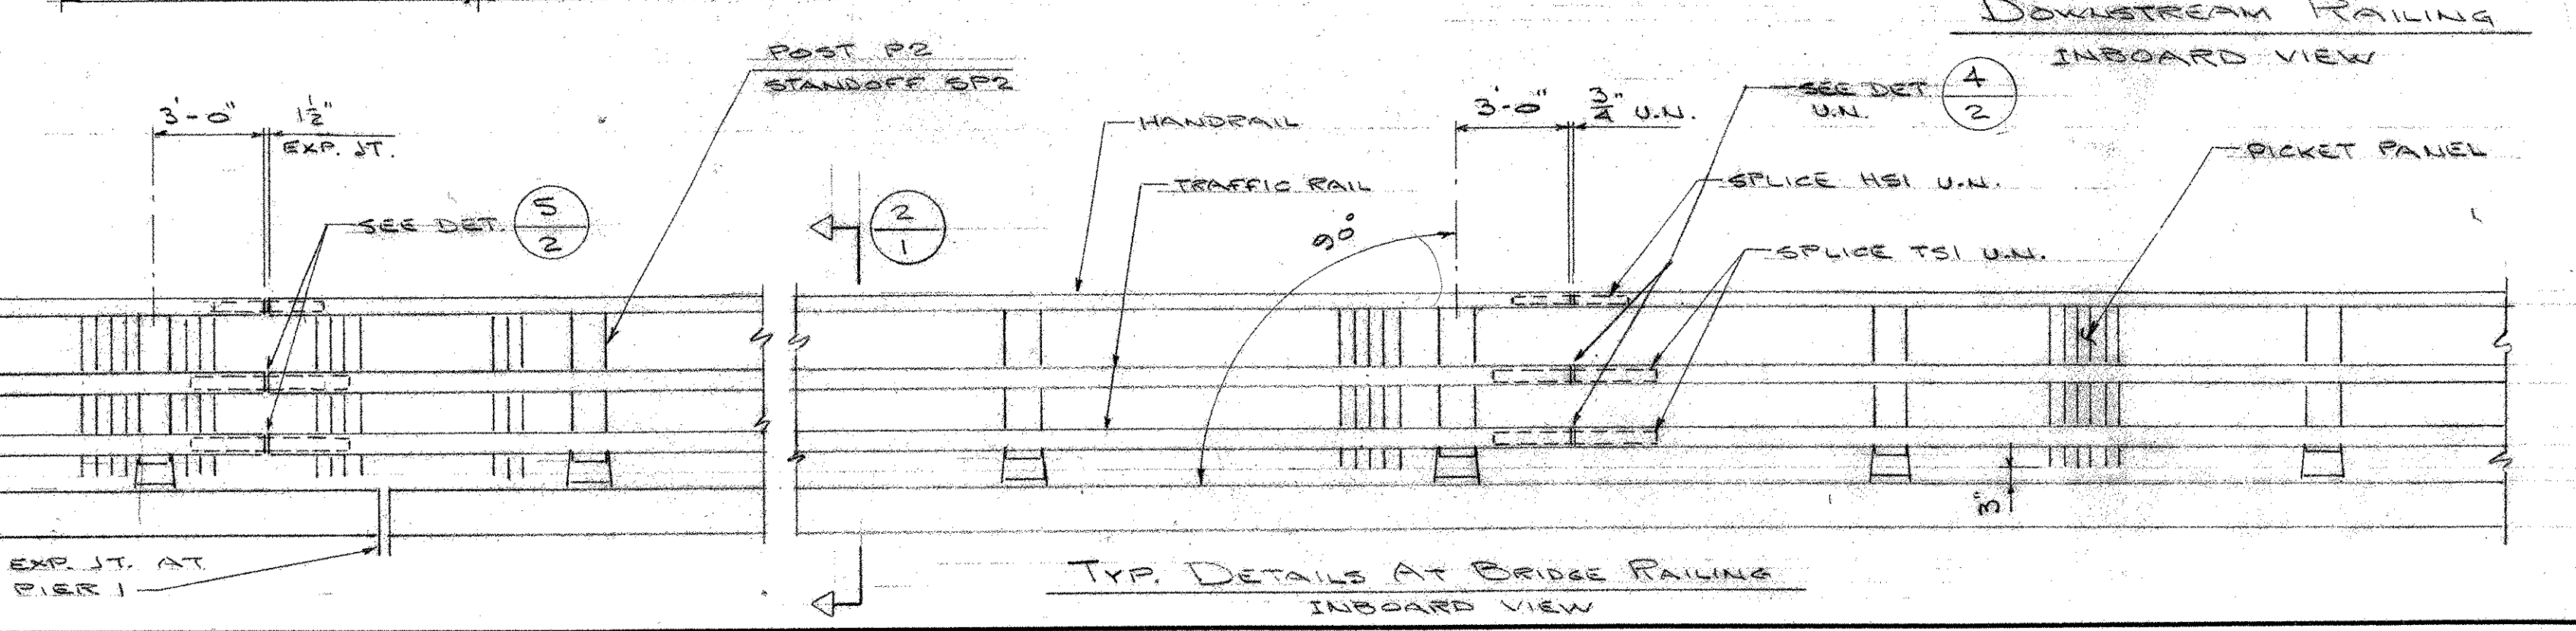 DOWNSTREAM RAILING
INBOARD VIEW
POST P2
STANDOFF SP2
3'-0" 1 1/2"
EXP. JT.
SEE DET. 5/2
2/1
HANDRAIL
TRAFFIC RAIL
90°
3'-0" 3/4" U.N.
SEE DET 4/2
U.N.
SPLICE HS1 U.N.
SPLICE TS1 U.N.
PICKET PANEL
3"
EXP. JT. AT
PIER 1
TYP. DETAILS AT BRIDGE RAILING
INBOARD VIEW